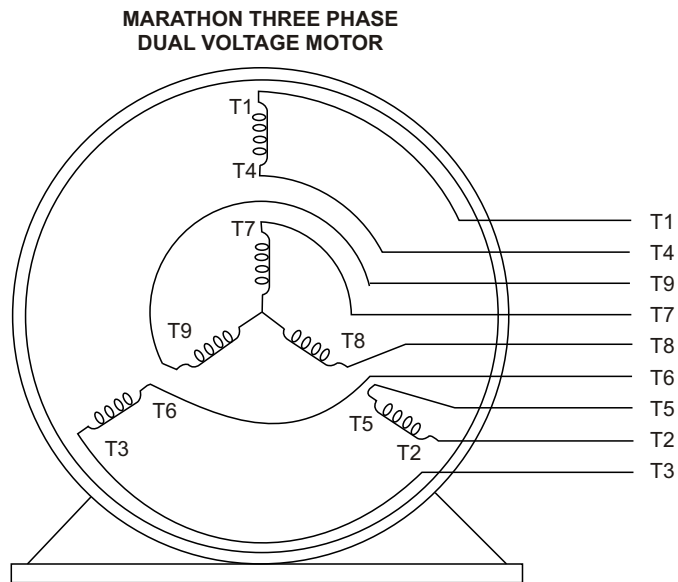 MARATHON THREE PHASE
DUAL VOLTAGE MOTOR
T1
T4
T7
T9
T8
T6
T5
T3
T2
T1
T4
T9
T7
T8
T6
T5
T2
T3